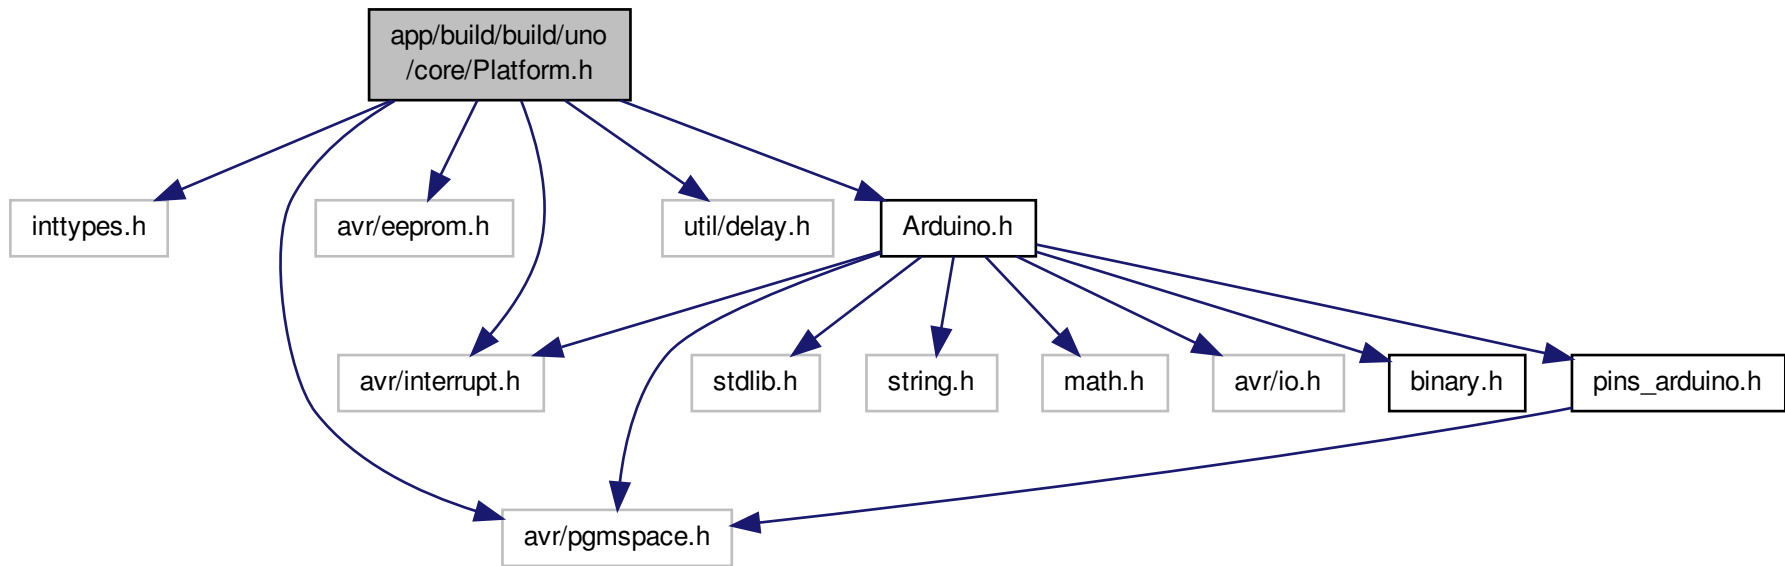 app/build/build/uno
/core/Platform.h
inttypes.h
avr/eeprom.h
util/delay.h
Arduino.h
avr/interrupt.h
stdlib.h
string.h
math.h
avr/io.h
binary.h
pins_arduino.h
avr/pgmspace.h